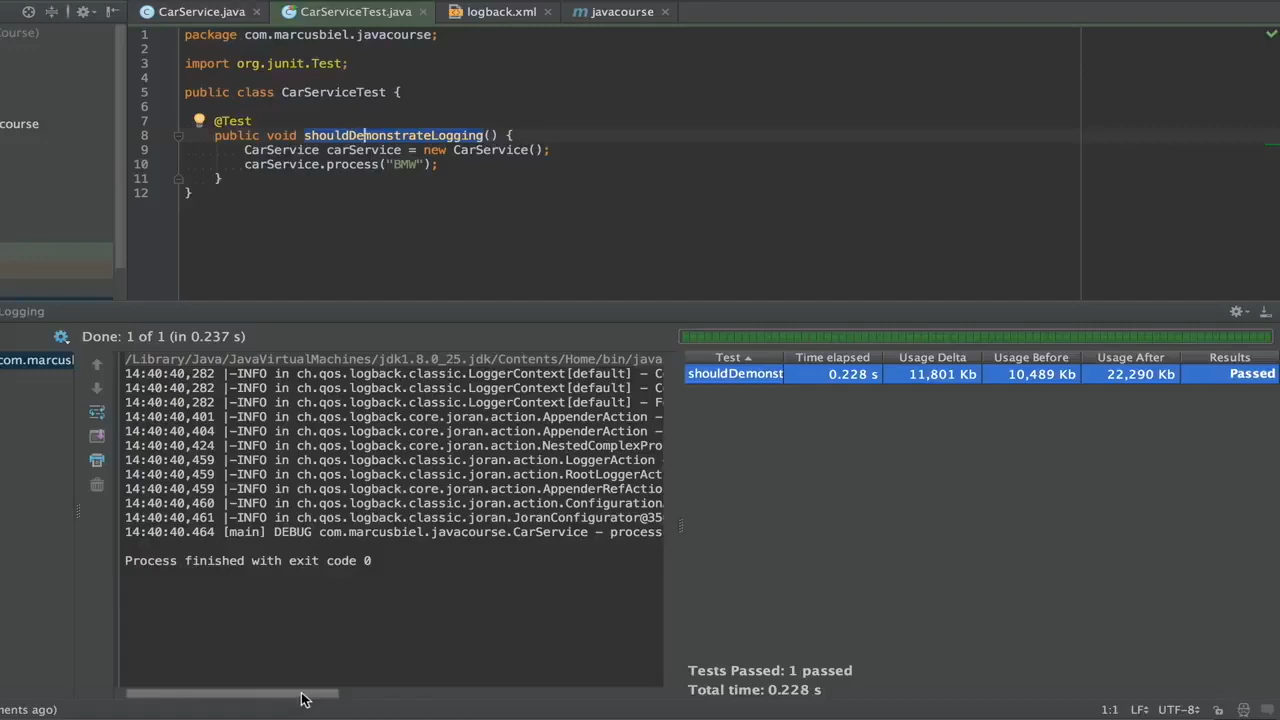 CarService.java CarServiceTest.java logback.xml javacourse
Course)
course
1 package com.marcusbiel.javacourse;
2
3 import org.junit.Test;
4
5 public class CarServiceTest {
6
7 @Test
8 public void shouldDemonstrateLogging() {
9 CarService carService = new CarService();
10 carService.process("BMW");
11 }
12 }
Logging
Done: 1 of 1 (in 0.237 s)
com.marcusl
/Library/Java/JavaVirtualMachines/jdk1.8.0_25.jdk/Contents/Home/bin/java
14:40:40,282 |-INFO in ch.qos.logback.classic.LoggerContext[default] - C
14:40:40,282 |-INFO in ch.qos.logback.classic.LoggerContext[default] - C
14:40:40,282 |-INFO in ch.qos.logback.classic.LoggerContext[default] - F
14:40:40,401 |-INFO in ch.qos.logback.core.joran.action.AppenderAction -
14:40:40,404 |-INFO in ch.qos.logback.core.joran.action.AppenderAction -
14:40:40,424 |-INFO in ch.qos.logback.core.joran.action.NestedComplexPro
14:40:40,459 |-INFO in ch.qos.logback.classic.joran.action.LoggerAction
14:40:40,459 |-INFO in ch.qos.logback.classic.joran.action.RootLoggerAct
14:40:40,459 |-INFO in ch.qos.logback.core.joran.action.AppenderRefActio
14:40:40,460 |-INFO in ch.qos.logback.classic.joran.action.Configuration
14:40:40,461 |-INFO in ch.qos.logback.classic.joran.JoranConfigurator@35
14:40:40.464 [main] DEBUG com.marcusbiel.javacourse.CarService - process
Process finished with exit code 0
Test Time elapsed Usage Delta Usage Before Usage After Results
shouldDemonst 0.228 s 11,801 Kb 10,489 Kb 22,290 Kb Passed
Tests Passed: 1 passed
Total time: 0.228 s
ments ago)
1:1 LF UTF-8